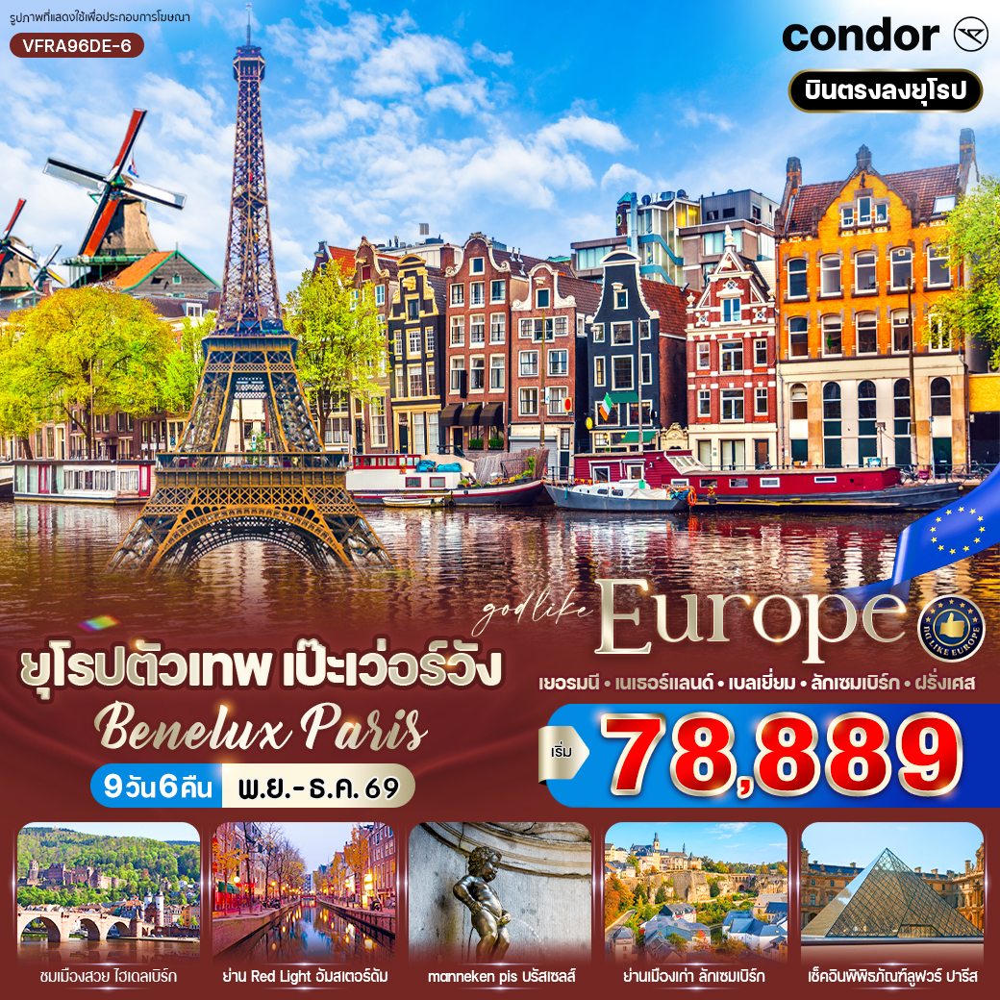 รูปภาพที่แสดงใช้เพื่อประกอบการโฆษณา
VFRA96DE-6
condor
บินตรงลงยุโรป
godlike Europe
NU LIKE EUROPE
ยุโรปตัวเทพ เป๊ะเว่อร์วัง
Benelux Paris
เยอรมนี • เนเธอร์แลนด์ • เบลเยี่ยม • ลักเซมเบิร์ก • ฝรั่งเศส
เริ่ม 78,889
9 วัน 6 คืน พ.ย.- ธ.ค. 69
ชมเมืองสวย ไฮเดลเบิร์ก
ย่าน Red Light อัมสเตอร์ดัม
manneken pis บรัสเซลส์
ย่านเมืองเก่า ลักเซมเบิร์ก
เช็คอินพิพิธภัณฑ์ลูฟวร์ ปารีส